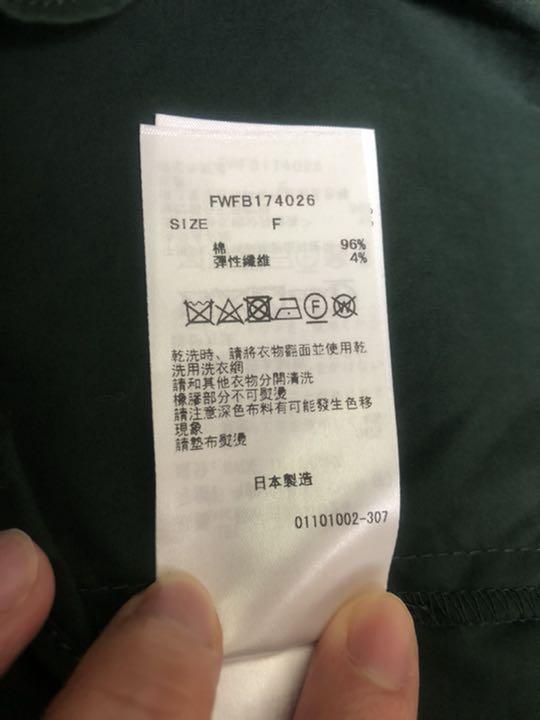 FWFB174026
SIZE F
棉 96%
彈性纖維 4%
乾洗時、請將衣物翻面並使用乾
洗用洗衣網
請和其他衣物分開清洗
橡膠部分不可熨燙
請注意深色布料有可能發生色移
現象
請墊布熨燙
日本製造
01101002-307